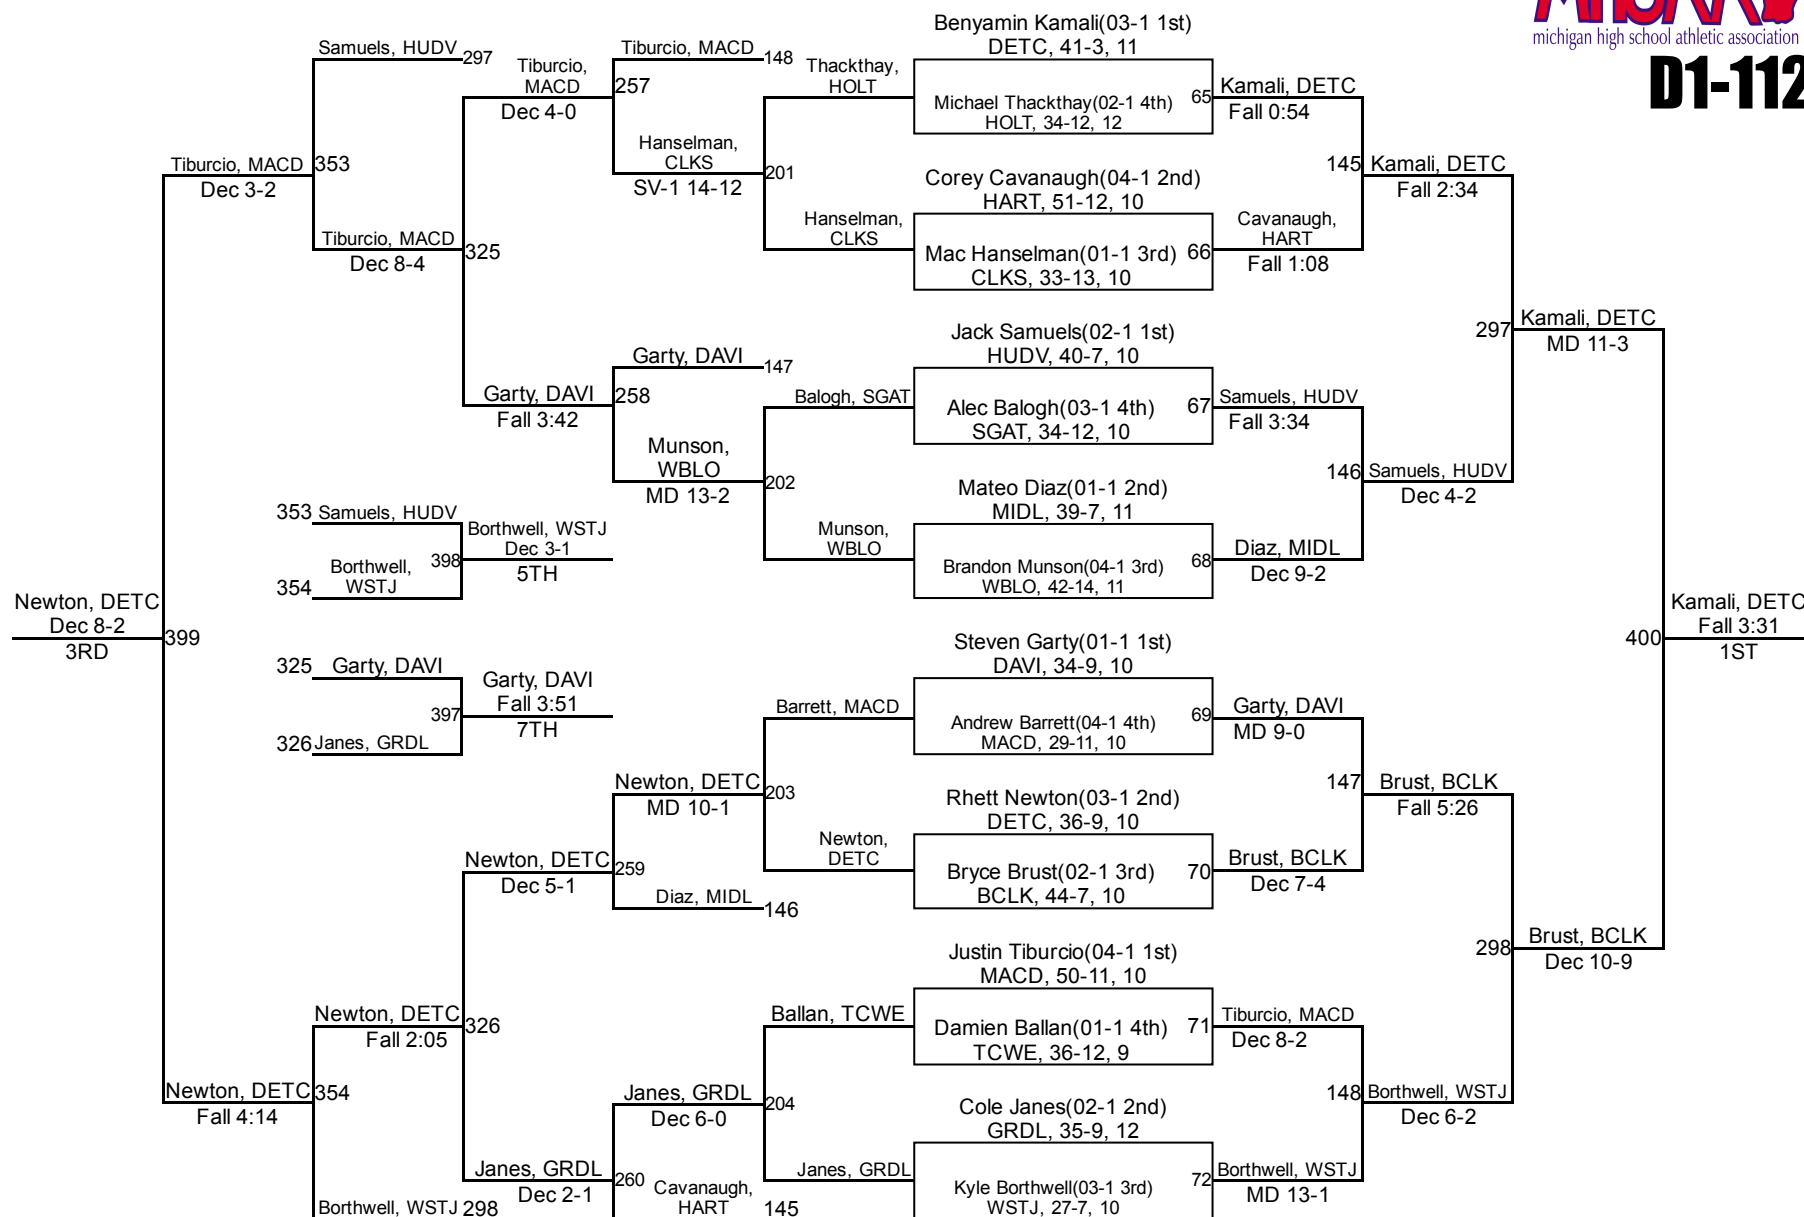 MHSAA
michigan high school athletic association
D1-112
Samuels, HUDV 297
Tiburcio, MACD 353
Dec 3-2
Tiburcio, MACD 325
Dec 8-4
Tiburcio,
MACD 257
Dec 4-0
Tiburcio, MACD 148
Hanselman,
CLKS 201
SV-1 14-12
Thackthay,
HOLT
Hanselman,
CLKS
Garty, DAVI 258
Fall 3:42
Garty, DAVI 147
Munson,
WBLO 202
MD 13-2
Balogh, SGAT
Munson,
WBLO
353 Samuels, HUDV
354 Borthwell,
WSTJ
398 Borthwell, WSTJ
Dec 3-1
5TH
Newton, DETC
Dec 8-2
399
3RD
325 Garty, DAVI
326 Janes, GRDL
397 Garty, DAVI
Fall 3:51
7TH
Barrett, MACD
Newton, DETC 203
MD 10-1
Newton,
DETC
Newton, DETC 259
Dec 5-1
Diaz, MIDL 146
Newton, DETC 326
Fall 2:05
Newton, DETC 354
Fall 4:14
Ballan, TCWE
Janes, GRDL 204
Dec 6-0
Janes, GRDL
Janes, GRDL 260
Dec 2-1
Cavanaugh,
HART 145
Borthwell, WSTJ 298
Benyamin Kamali(03-1 1st)
DETC, 41-3, 11
Michael Thackthay(02-1 4th) 65
HOLT, 34-12, 12
Corey Cavanaugh(04-1 2nd)
HART, 51-12, 10
Mac Hanselman(01-1 3rd) 66
CLKS, 33-13, 10
Jack Samuels(02-1 1st)
HUDV, 40-7, 10
Alec Balogh(03-1 4th) 67
SGAT, 34-12, 10
Mateo Diaz(01-1 2nd)
MIDL, 39-7, 11
Brandon Munson(04-1 3rd) 68
WBLO, 42-14, 11
Steven Garty(01-1 1st)
DAVI, 34-9, 10
Andrew Barrett(04-1 4th) 69
MACD, 29-11, 10
Rhett Newton(03-1 2nd)
DETC, 36-9, 10
Bryce Brust(02-1 3rd) 70
BCLK, 44-7, 10
Justin Tiburcio(04-1 1st)
MACD, 50-11, 10
Damien Ballan(01-1 4th) 71
TCWE, 36-12, 9
Cole Janes(02-1 2nd)
GRDL, 35-9, 12
Kyle Borthwell(03-1 3rd) 72
WSTJ, 27-7, 10
Kamali, DETC
Fall 0:54
Cavanaugh,
HART
Fall 1:08
145 Kamali, DETC
Fall 2:34
Samuels, HUDV
Fall 3:34
Diaz, MIDL
Dec 9-2
146 Samuels, HUDV
Dec 4-2
297 Kamali, DETC
MD 11-3
Garty, DAVI
MD 9-0
Brust, BCLK
Dec 7-4
147 Brust, BCLK
Fall 5:26
Tiburcio, MACD
Dec 8-2
Borthwell, WSTJ
MD 13-1
148 Borthwell, WSTJ
Dec 6-2
298 Brust, BCLK
Dec 10-9
Kamali, DETC
Fall 3:31
400
1ST